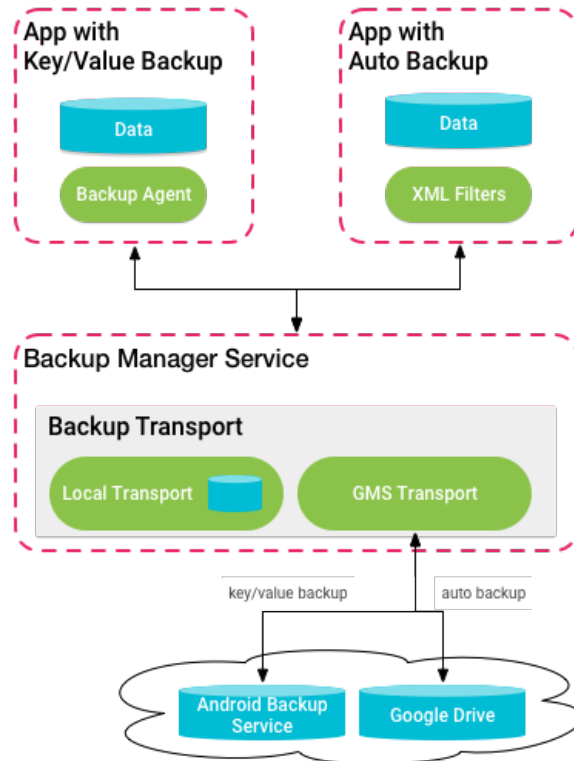 App with
Key/Value Backup
Data
Backup Agent
App with
Auto Backup
Data
XML Filters
Backup Manager Service
Backup Transport
Local Transport
GMS Transport
key/value backup
auto backup
Android Backup
Service
Google Drive